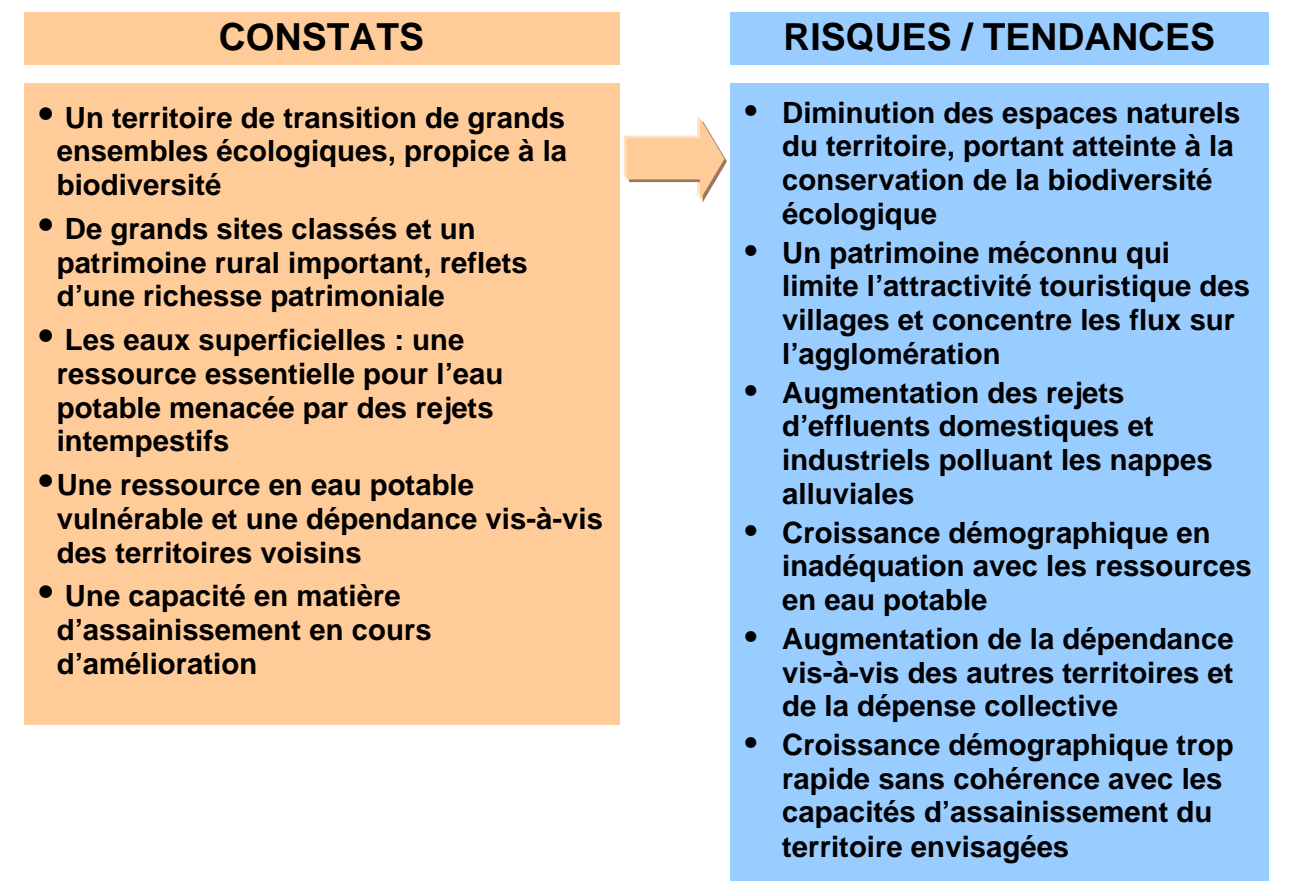 CONSTATS
• Un territoire de transition de grands
ensembles écologiques, propice à la
biodiversité
• De grands sites classés et un
patrimoine rural important, reflets
d’une richesse patrimoniale
• Les eaux superficielles : une
ressource essentielle pour l’eau
potable menacée par des rejets
intempestifs
• Une ressource en eau potable
vulnérable et une dépendance vis-à-vis
des territoires voisins
• Une capacité en matière
d’assainissement en cours
d’amélioration
RISQUES / TENDANCES
• Diminution des espaces naturels
du territoire, portant atteinte à la
conservation de la biodiversité
écologique
• Un patrimoine méconnu qui
limite l’attractivité touristique des
villages et concentre les flux sur
l’agglomération
• Augmentation des rejets
d’effluents domestiques et
industriels polluant les nappes
alluviales
• Croissance démographique en
inadéquation avec les ressources
en eau potable
• Augmentation de la dépendance
vis-à-vis des autres territoires et
de la dépense collective
• Croissance démographique trop
rapide sans cohérence avec les
capacités d’assainissement du
territoire envisagées